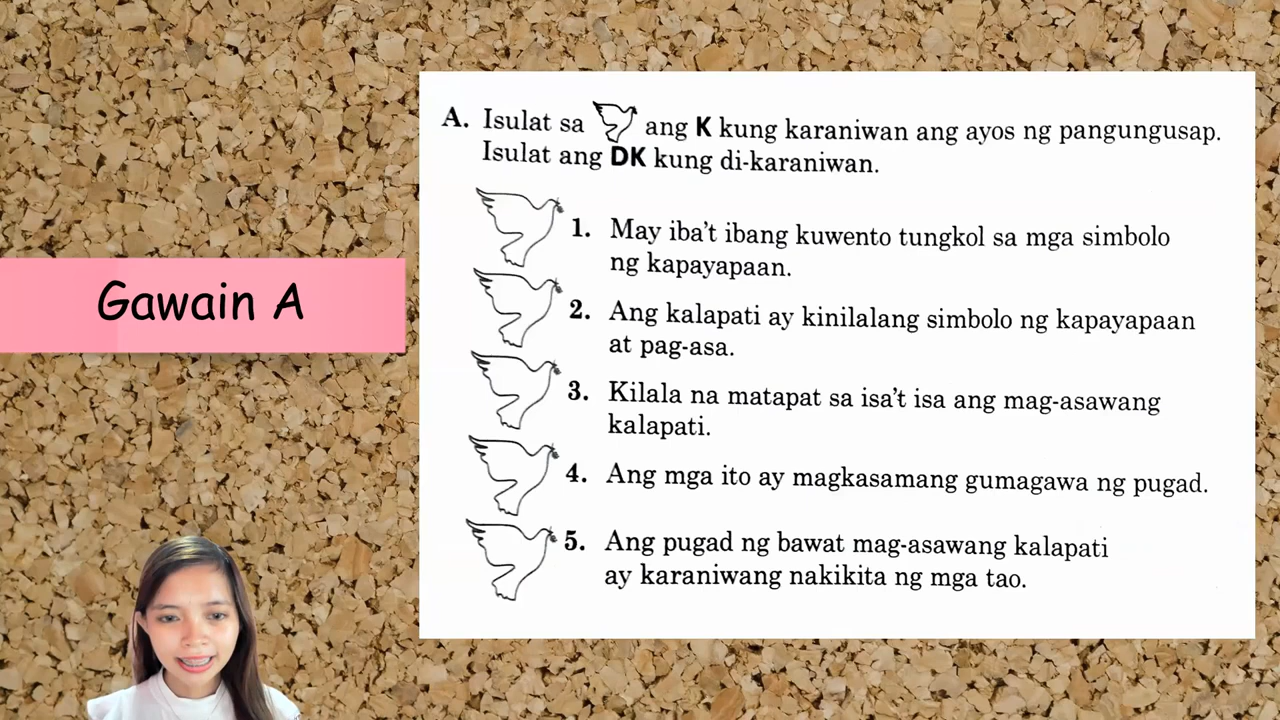 Gawain A
A. Isulat sa ang K kung karaniwan ang ayos ng pangungusap.
Isulat ang DK kung di-karaniwan.
1. May iba't ibang kuwento tungkol sa mga simbolo
ng kapayapaan.
2. Ang kalapati ay kinilalang simbolo ng kapayapaan
at pag-asa.
3. Kilala na matapat sa isa't isa ang mag-asawang
kalapati.
4. Ang mga ito ay magkasamang gumagawa ng pugad.
5. Ang pugad ng bawat mag-asawang kalapati
ay karaniwang nakikita ng mga tao.